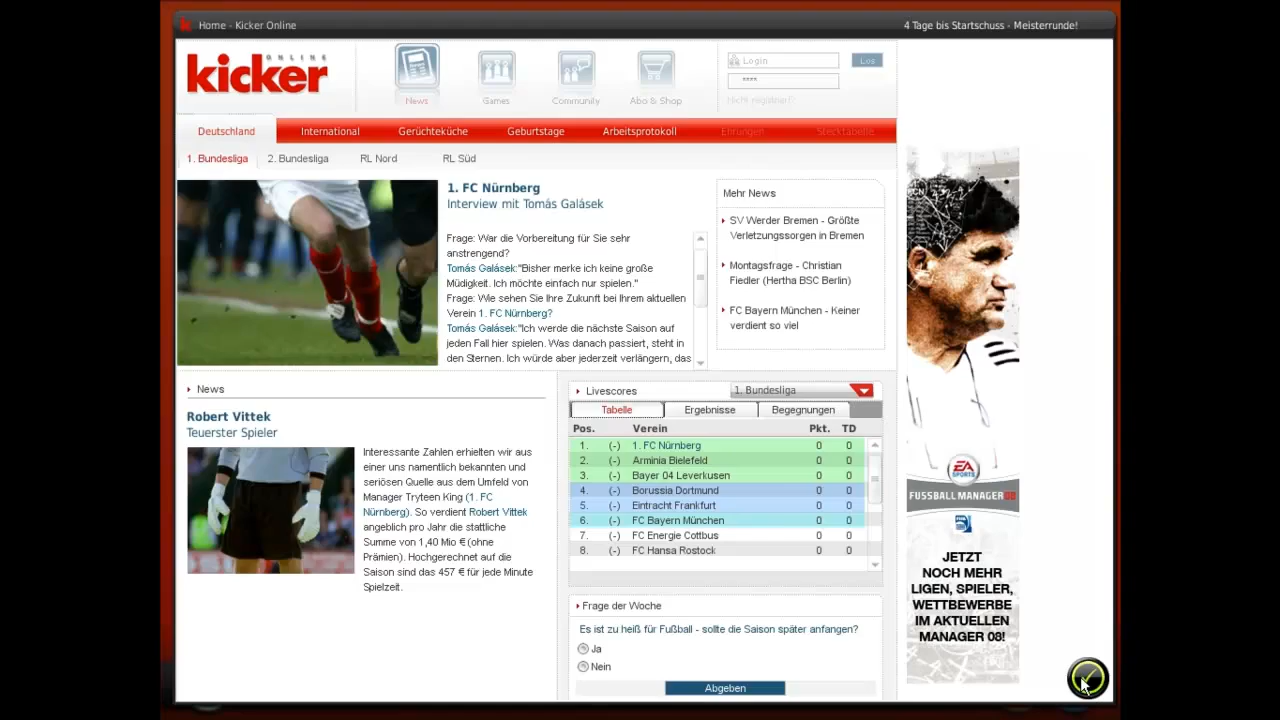 Home - Kicker Online
4 Tage bis Startschuss - Meisterrunde!
ONLINE
kicker
News
Games
Community
Abo & Shop
Login
****
Los
Nicht registriert?
Deutschland
International
Gerüchteküche
Geburtstage
Arbeitsprotokoll
Ehrungen
Stecktabelle
1. Bundesliga
2. Bundesliga
RL Nord
RL Süd
1. FC Nürnberg
Interview mit Tomás Galásek
Frage: War die Vorbereitung für Sie sehr
anstrengend?
Tomás Galásek:"Bisher merke ich keine große
Müdigkeit. Ich möchte einfach nur spielen."
Frage: Wie sehen Sie Ihre Zukunft bei Ihrem aktuellen
Verein 1. FC Nürnberg?
Tomás Galásek:"Ich werde die nächste Saison auf
jeden Fall hier spielen. Was danach passiert, steht in
den Sternen. Ich würde aber jederzeit verlängern, das
Mehr News
SV Werder Bremen - Größte
Verletzungssorgen in Bremen
Montagsfrage - Christian
Fiedler (Hertha BSC Berlin)
FC Bayern München - Keiner
verdient so viel
News
Robert Vittek
Teuerster Spieler
Interessante Zahlen erhielten wir aus
einer uns namentlich bekannten und
seriösen Quelle aus dem Umfeld von
Manager Tryteen King (1. FC
Nürnberg). So verdient Robert Vittek
angeblich pro Jahr die stattliche
Summe von 1,40 Mio € (ohne
Prämien). Hochgerechnet auf die
Saison sind das 457 € für jede Minute
Spielzeit.
Livescores
1. Bundesliga
Tabelle
Ergebnisse
Begegnungen
Pos. Verein Pkt. TD
1. (-) 1. FC Nürnberg 0 0
2. (-) Arminia Bielefeld 0 0
3. (-) Bayer 04 Leverkusen 0 0
4. (-) Borussia Dortmund 0 0
5. (-) Eintracht Frankfurt 0 0
6. (-) FC Bayern München 0 0
7. (-) FC Energie Cottbus 0 0
8. (-) FC Hansa Rostock 0 0
Frage der Woche
Es ist zu heiß für Fußball - sollte die Saison später anfangen?
Ja
Nein
Abgeben
EA
SPORTS
FUSSBALL MANAGER 08
JETZT
NOCH MEHR
LIGEN, SPIELER,
WETTBEWERBE
IM AKTUELLEN
MANAGER 08!